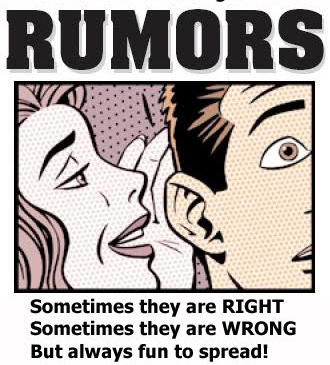 RUMORS
Sometimes they are RIGHT
Sometimes they are WRONG
But always fun to spread!